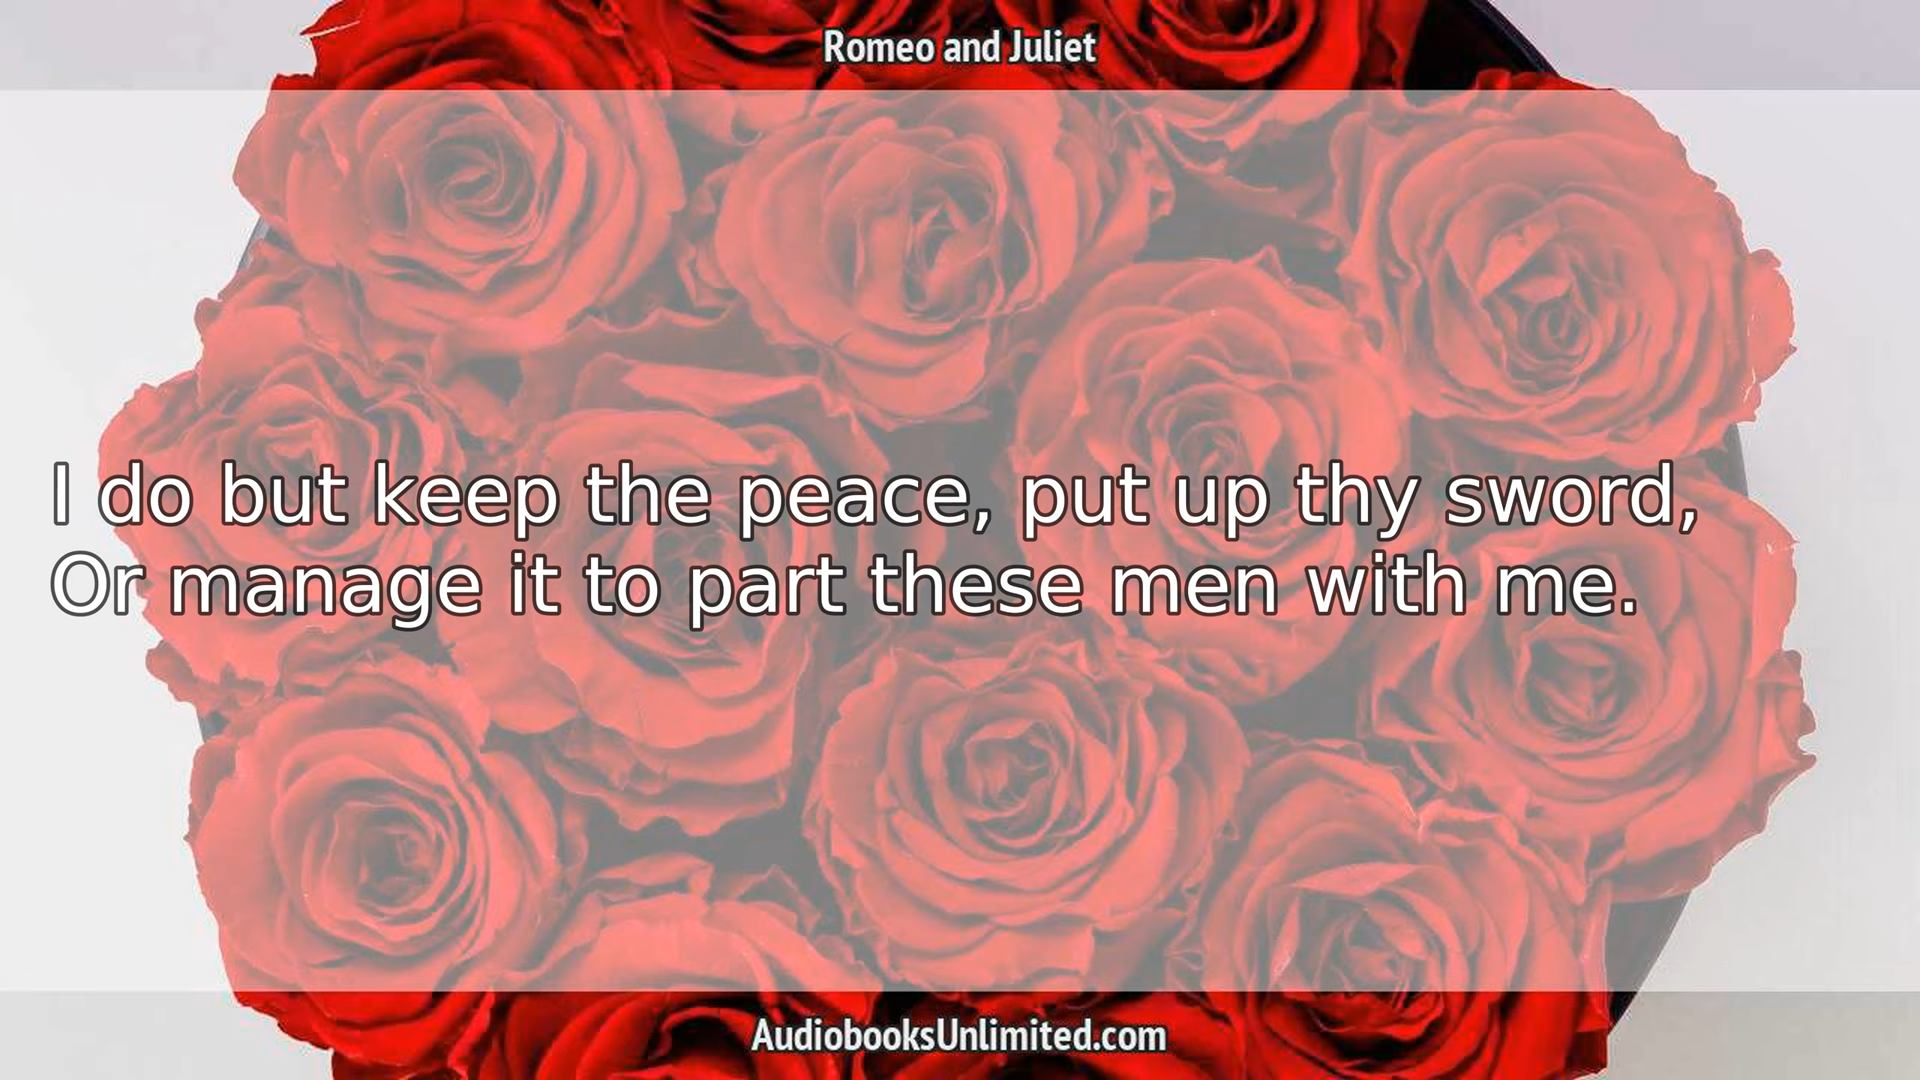 Romeo and Juliet
I do but keep the peace, put up thy sword,
Or manage it to part these men with me.
AudiobooksUnlimited.com